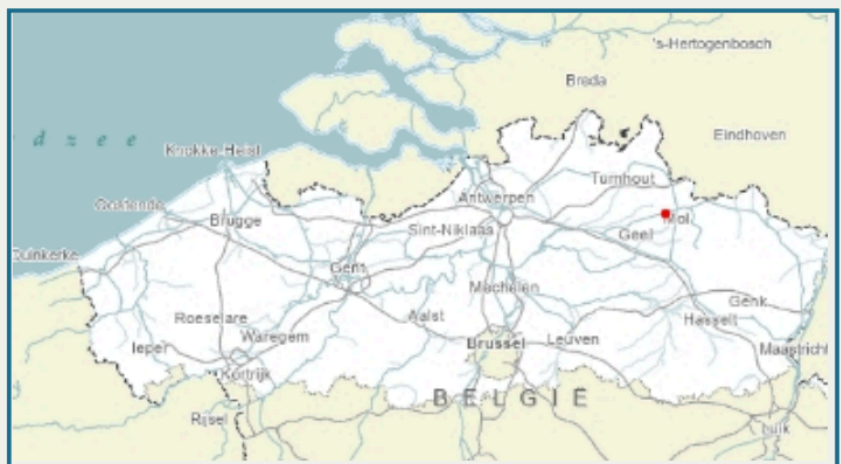 's-Hertogenbosch
Breda
d z e e
Eindhoven
Knokke-Heist
Turnhout
Antwerpen
Oostende
Brugge
Mol
Sint-Niklaas
Geel
Duinkerke
Gent
Mechelen
Genk
Roeselare
Aalst
Hasselt
Waregem
Brussel
Leuven
Ieper
Maastricht
Kortrijk
BELGIË
Rijsel
Luik